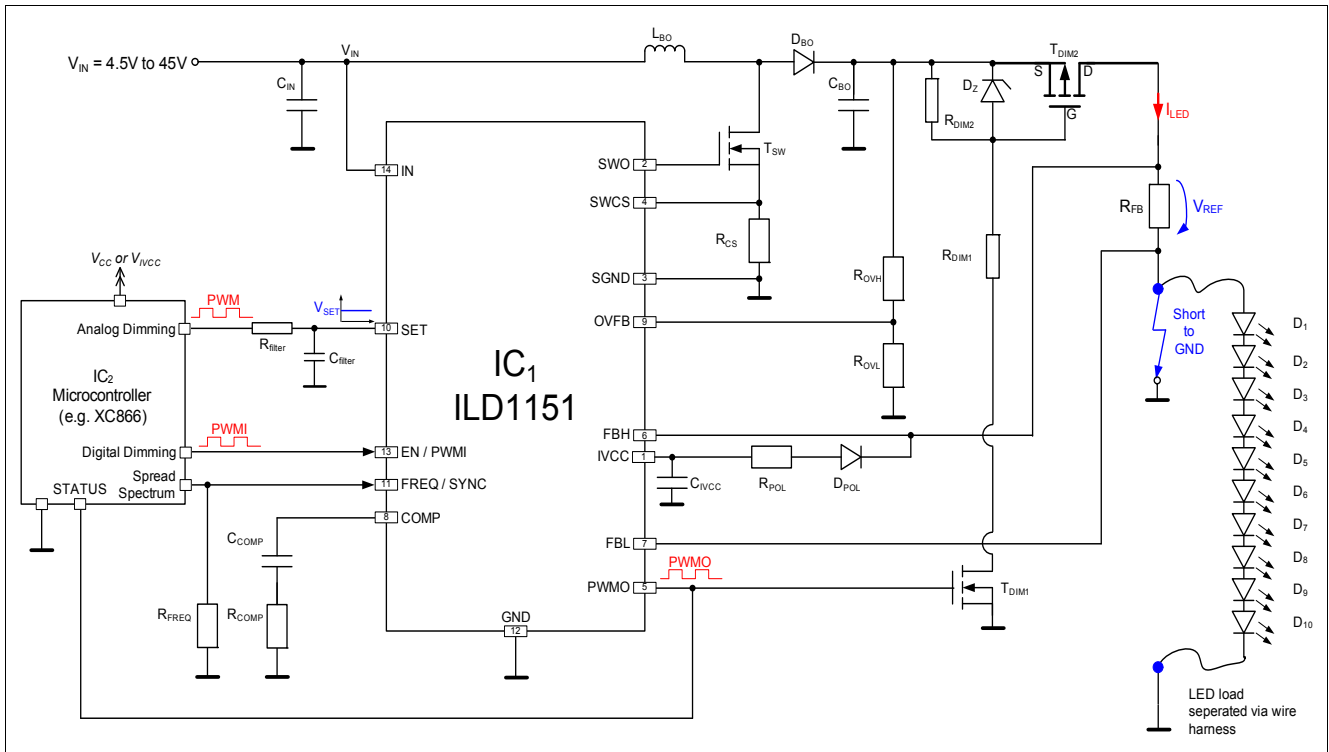 V_IN = 4.5V to 45V
V_IN
L_BO
D_BO
T_DIM2
C_IN
C_BO
R_DIM2
D_Z
S
D
G
I_LED
T_SW
SWO
2
14
IN
SWCS
4
R_FB
V_REF
R_CS
R_DIM1
V_CC or V_IVCC
R_OVH
SGND
3
PWM
V_SET
Short
to
GND
Analog Dimming
10
SET
OVFB
9
R_filter
C_filter
D_1
D_2
D_3
D_4
D_5
D_6
D_7
D_8
D_9
D_10
IC_1
ILD1151
R_OVL
IC_2
Microcontroller
(e.g. XC866)
PWMI
FBH
6
Digital Dimming
13
EN / PWMI
IVCC
1
Spread
Spectrum
11
FREQ / SYNC
C_IVCC
R_POL
D_POL
STATUS
8
COMP
C_COMP
FBL
7
PWMO
PWMO
5
T_DIM1
R_FREQ
R_COMP
GND
12
LED load
seperated via wire
harness